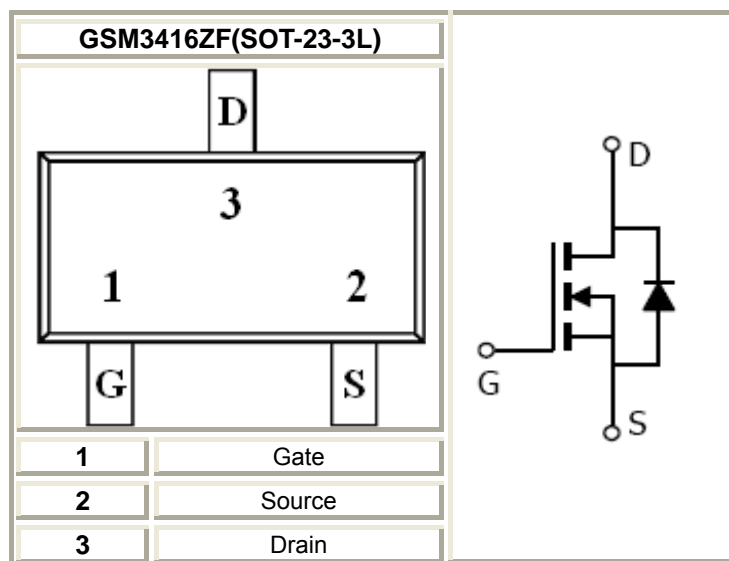 GSM3416ZF(SOT-23-3L)
D
3
1 2
G S
1 Gate
2 Source
3 Drain
D
G
S